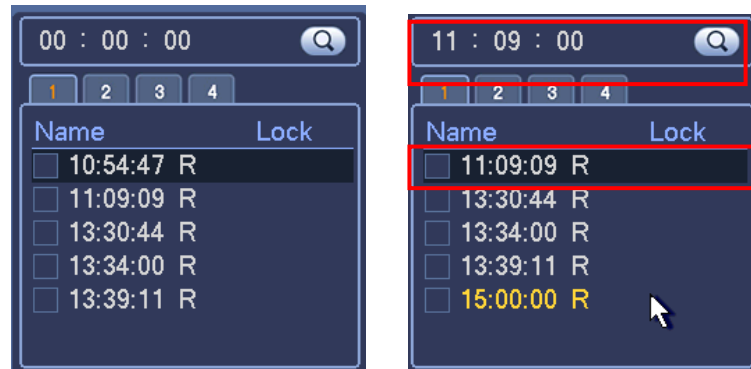 00 : 00 : 00
1 2 3 4
Name Lock
10:54:47 R
11:09:09 R
13:30:44 R
13:34:00 R
13:39:11 R
11 : 09 : 00
1 2 3 4
Name Lock
11:09:09 R
13:30:44 R
13:34:00 R
13:39:11 R
15:00:00 R